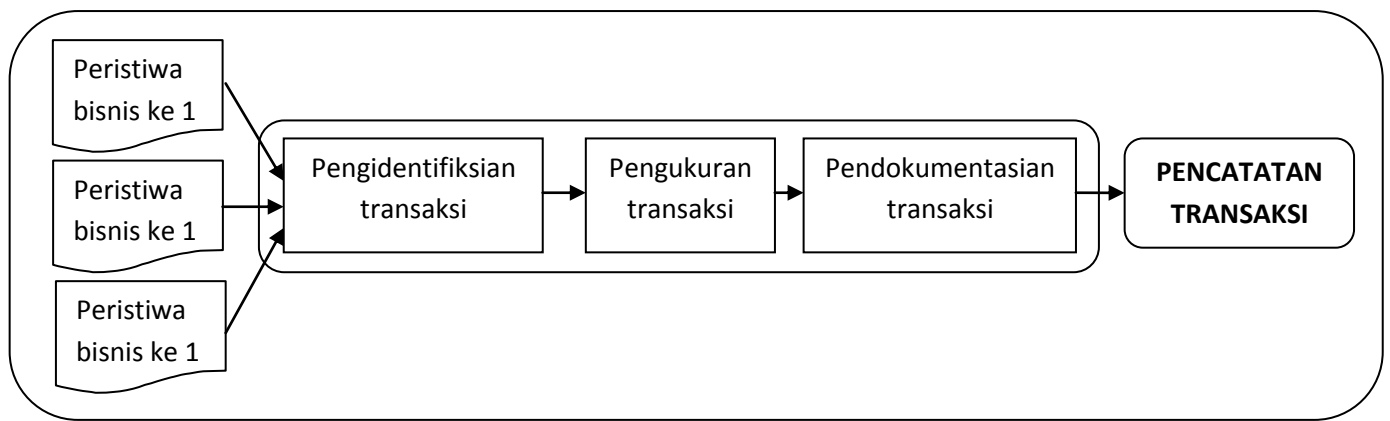 Peristiwa
bisnis ke 1
Peristiwa
bisnis ke 1
Peristiwa
bisnis ke 1
Pengidentifiksian
transaksi
Pengukuran
transaksi
Pendokumentasian
transaksi
PENCATATAN
TRANSAKSI